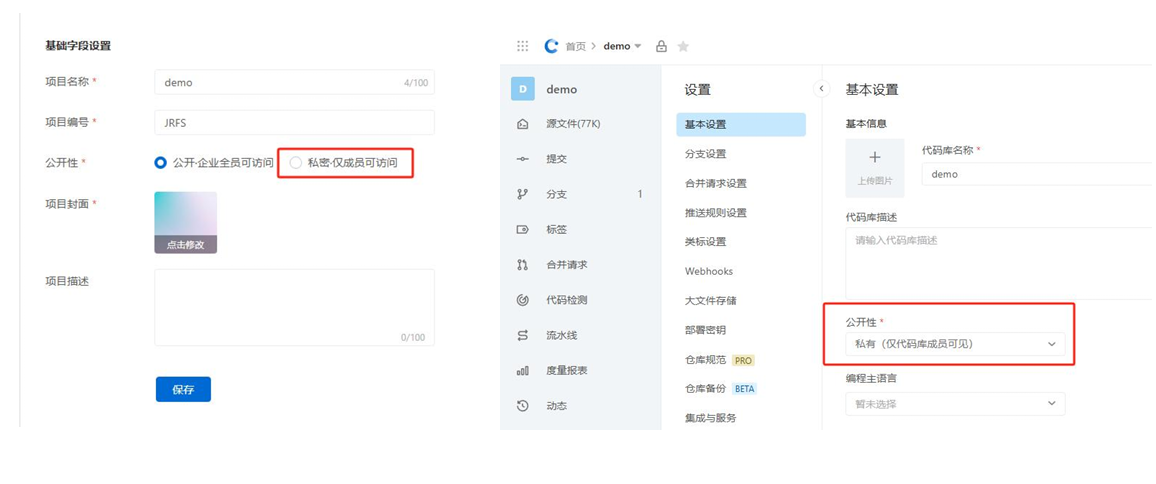 基础字段设置
项目名称 *
demo
4/100
项目编号 *
JRFS
公开性 *
公开-企业全员可访问
私密-仅成员可访问
项目封面 *
点击修改
项目描述
0/100
保存
首页 > demo
D demo
源文件(77K)
提交
分支 1
标签
合并请求
代码检测
流水线
度量报表
动态
设置
基本设置
分支设置
合并请求设置
推送规则设置
类标设置
Webhooks
大文件存储
部署密钥
仓库规范 PRO
仓库备份 BETA
集成与服务
基本设置
基本信息
上传图片
代码库名称 *
demo
代码库描述
请输入代码库描述
公开性 *
私有（仅代码库成员可见）
编程主语言
暂未选择